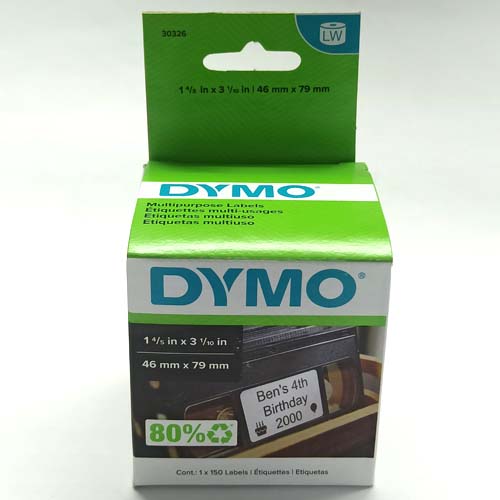 30326
LW
1 4/5 in x 3 1/10 in | 46 mm x 79 mm
DYMO
Multipurpose Labels
Étiquettes multi-usages
Etiquetas multiuso
Etiquetas multiuso
DYMO®
1 4/5 in x 3 1/10 in
46 mm x 79 mm
Ben's 4th
Birthday
2000
80%
Cont.: 1 x 150 Labels | Étiquettes | Etiquetas